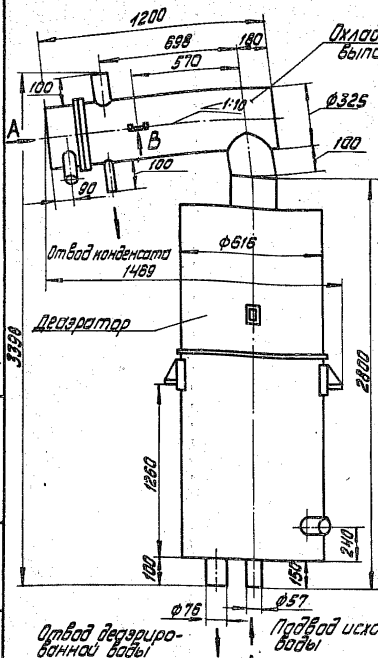 1200
698
180
570
Охлад
выпа
100
1:10
Ф325
А
В
100
100
90
Отвод конденсата
1469
Ф616
Деаэратор
3398
2800
1260
240
100
150
Ф76
Ф57
Отвод деаэриро-
ванной воды
Подвод исхо
воды